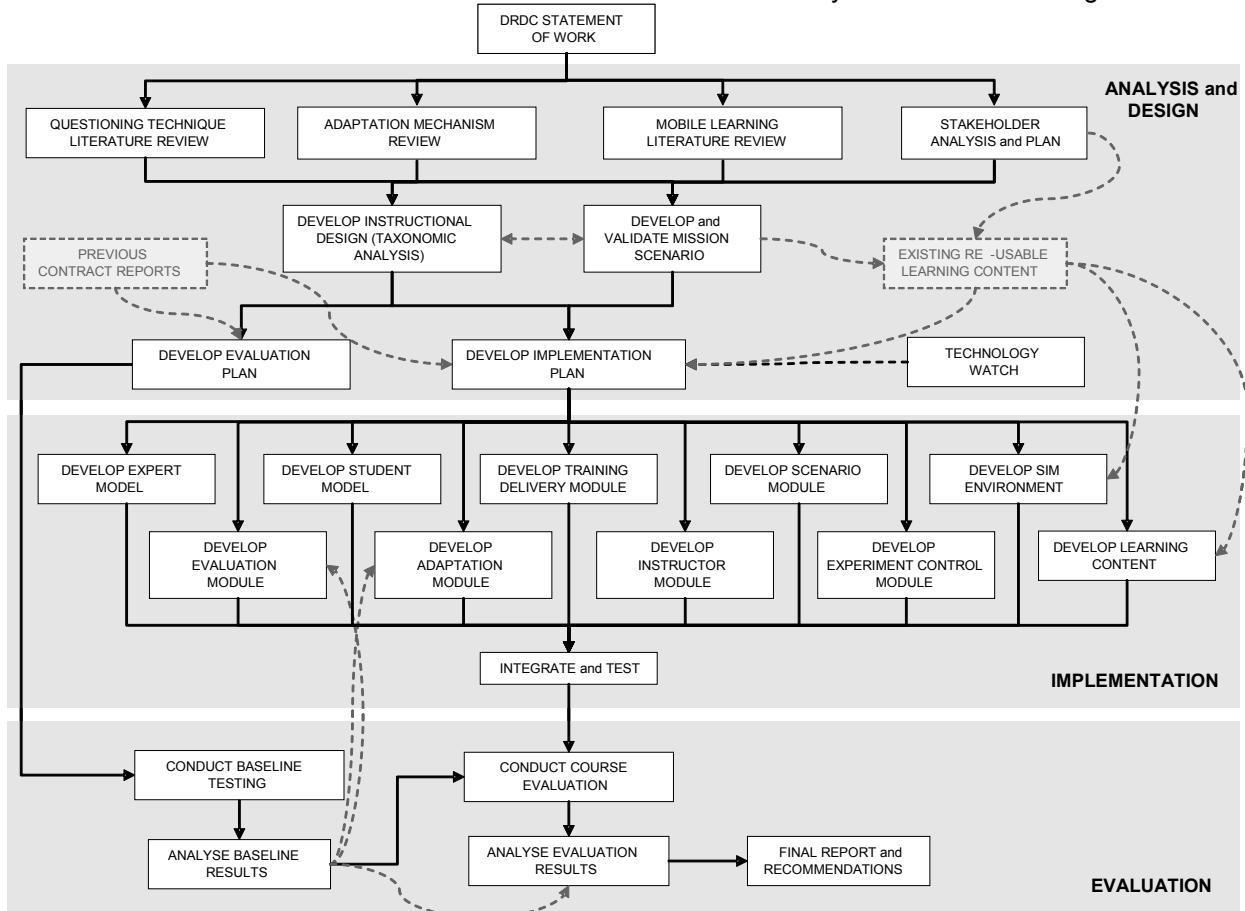 DRDC STATEMENT
OF WORK
ANALYSIS and
DESIGN
QUESTIONING TECHNIQUE
LITERATURE REVIEW
ADAPTATION MECHANISM
REVIEW
MOBILE LEARNING
LITERATURE REVIEW
STAKEHOLDER
ANALYSIS and PLAN
DEVELOP INSTRUCTIONAL
DESIGN (TAXONOMIC
ANALYSIS)
DEVELOP and
VALIDATE MISSION
SCENARIO
PREVIOUS
CONTRACT REPORTS
EXISTING RE -USABLE
LEARNING CONTENT
DEVELOP EVALUATION
PLAN
DEVELOP IMPLEMENTATION
PLAN
TECHNOLOGY
WATCH
DEVELOP EXPERT
MODEL
DEVELOP STUDENT
MODEL
DEVELOP TRAINING
DELIVERY MODULE
DEVELOP SCENARIO
MODULE
DEVELOP SIM
ENVIRONMENT
DEVELOP
EVALUATION
MODULE
DEVELOP
ADAPTATION
MODULE
DEVELOP
INSTRUCTOR
MODULE
DEVELOP
EXPERIMENT CONTROL
MODULE
DEVELOP LEARNING
CONTENT
INTEGRATE and TEST
IMPLEMENTATION
CONDUCT BASELINE
TESTING
CONDUCT COURSE
EVALUATION
ANALYSE BASELINE
RESULTS
ANALYSE EVALUATION
RESULTS
FINAL REPORT and
RECOMMENDATIONS
EVALUATION